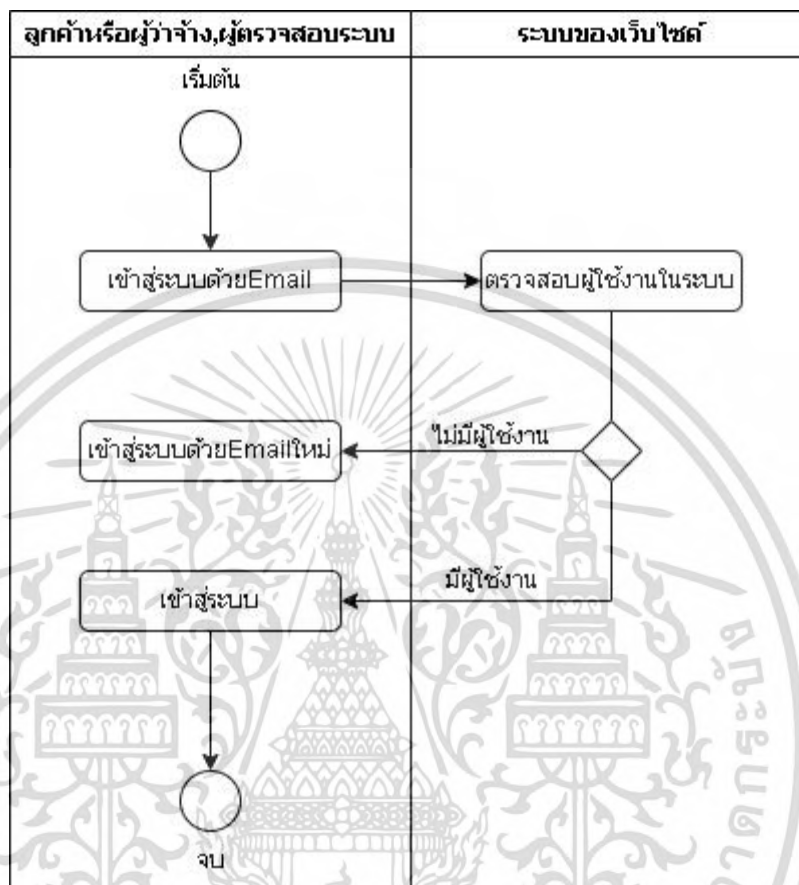 ลูกค้าหรือผู้ว่าจ้าง,ผู้ตรวจสอบระบบ
ระบบของเว็บไซต์
เริ่มต้น
เข้าสู่ระบบด้วยEmail
ตรวจสอบผู้ใช้งานในระบบ
ไม่มีผู้ใช้งาน
เข้าสู่ระบบด้วยEmailใหม่
มีผู้ใช้งาน
เข้าสู่ระบบ
จบ